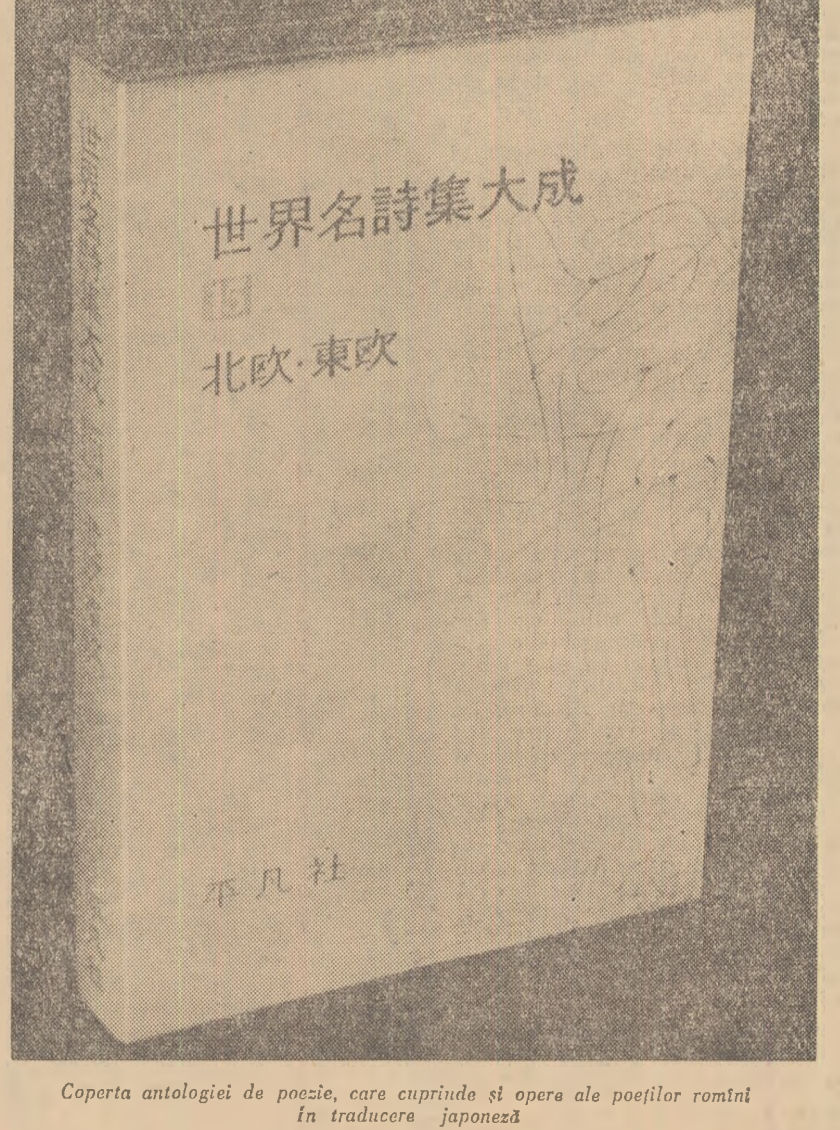 世界名詩集大成
北欧・東欧
平凡社
Coperta antologiei de poezie, care cuprinde și opere ale poeților romîni
în traducere japoneză